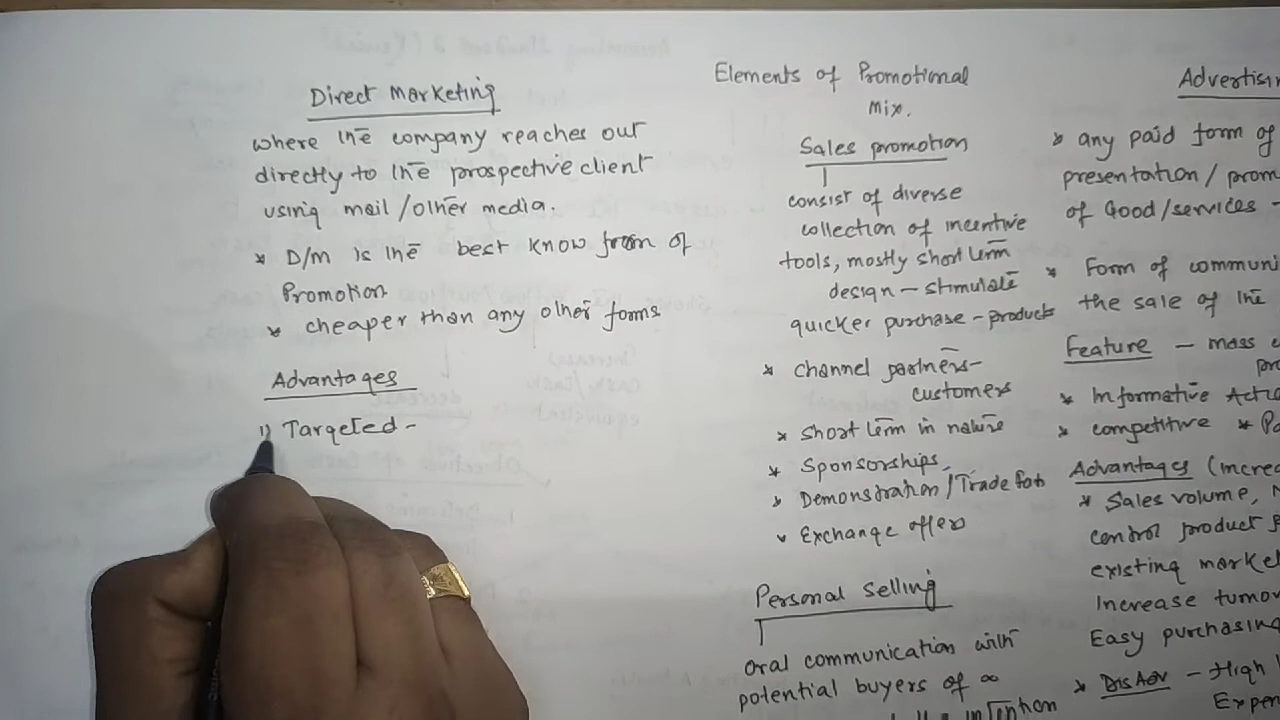 Direct Marketing
where the company reaches out
directly to the prospective client
using mail/other media.
* D/m is the best know from of
Promotion
* cheaper than any other forms
Advantages
1) Targeted -
Elements of Promotional
Mix.
Sales promotion
consist of diverse
collection of incentive
tools, mostly short term
design - stimulate
quicker purchase - products
* channel partners -
customers
* Short term in nature
* Sponsorships
* Demonstration/Trade
* Exchange offers
Personal Selling
oral communication with
potential buyers of a
Advertisin
* any paid form of
presentation/prom
of Good/services -
* Form of communi
the sale of the
Feature - mass
* Informative
* competitive *
Advantages (increa
* Sales volume,
control product
existing market
Increase turnov
Easy purchasing
* DisAdv - High
Expen